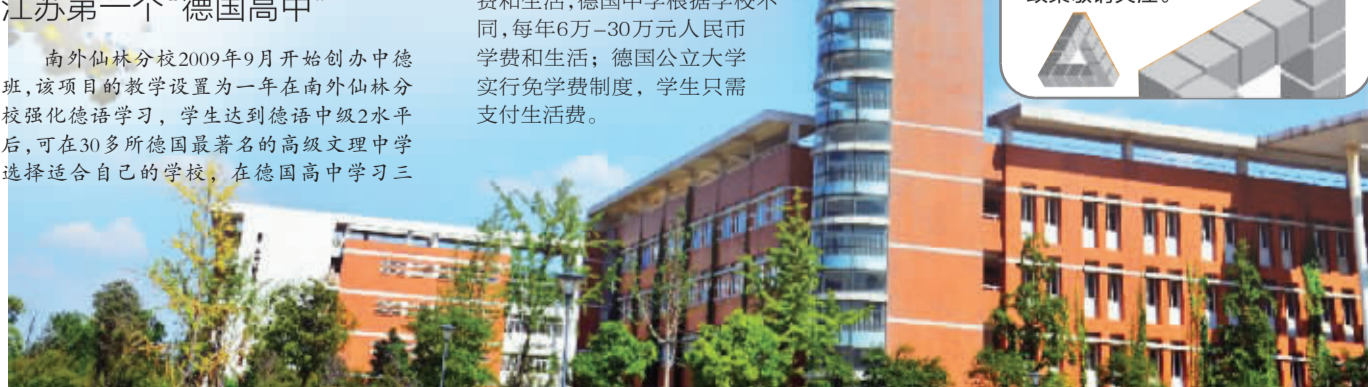 江苏第一个“德国高中”
南外仙林分校2009年9月开始创办中德
班,该项目的教学设置为一年在南外仙林分
校强化德语学习，学生达到德语中级2水平
后,可在30多所德国最著名的高级文理中学
选择适合自己的学校，在德国高中学习三
费和生活,德国中学根据学校不
同,每年6万–30万元人民币
学费和生活；德国公立大学
实行免学费制度，学生只需
支付生活费。